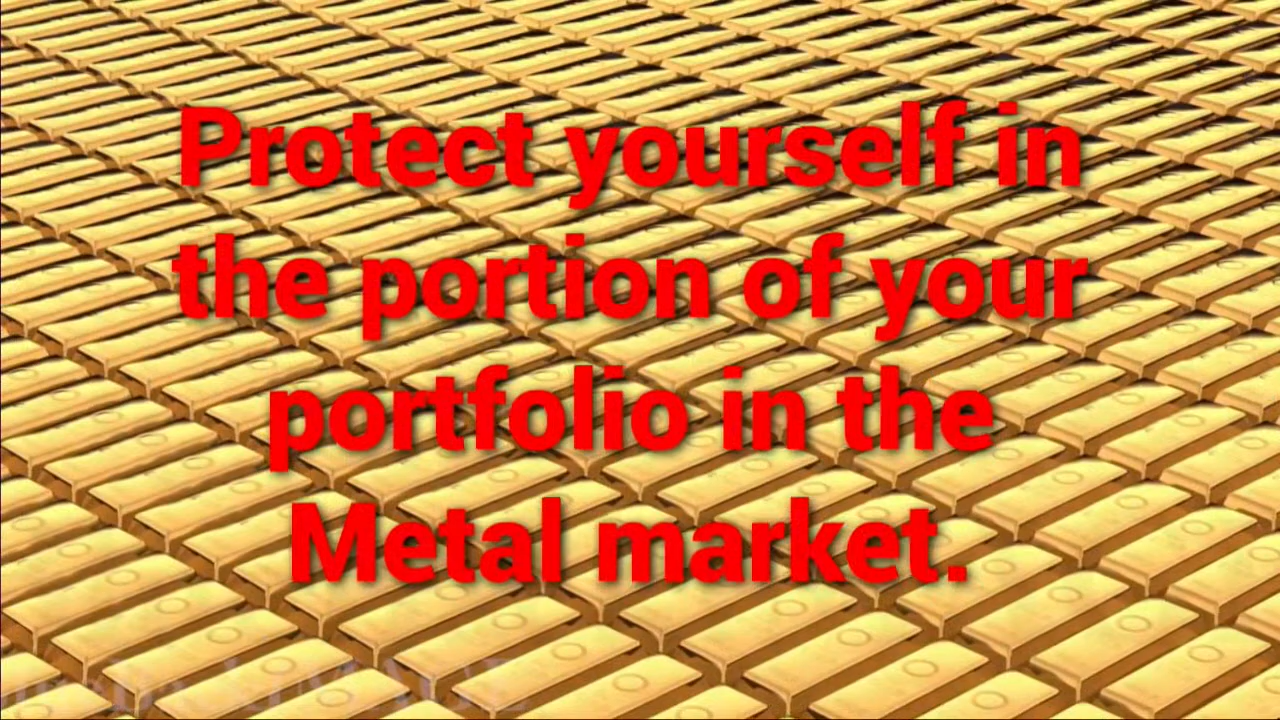 Protect yourself in
the portion of your
portfolio in the
Metal market.